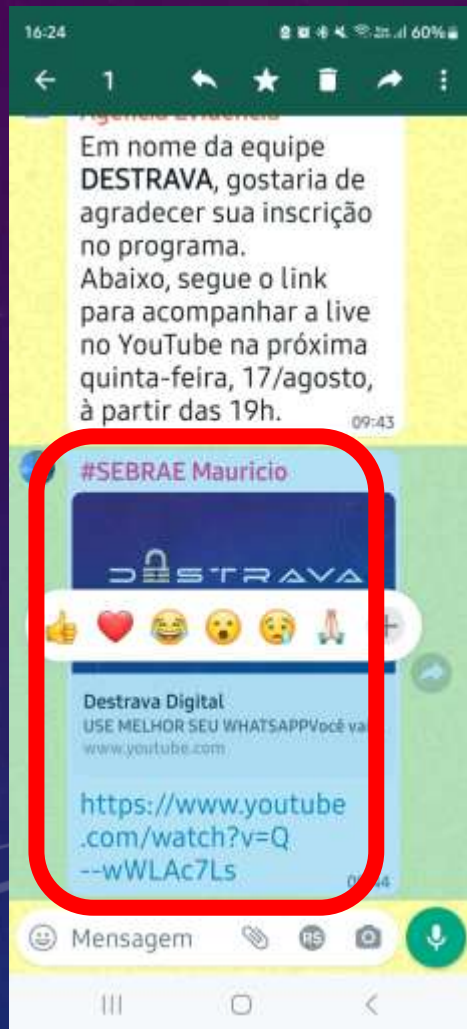 16:24
60%
1
Agência Evidência
Em nome da equipe
DESTRAVA, gostaria de
agradecer sua inscrição
no programa.
Abaixo, segue o link
para acompanhar a live
no YouTube na próxima
quinta-feira, 17/agosto,
à partir das 19h.
09:43
#SEBRAE Mauricio
DESTRAVA
Destrava Digital
USE MELHOR SEU WHATSAPPVocê va
www.youtube.com
https://www.youtube
.com/watch?v=Q
--wWLAc7Ls
Mensagem
R$